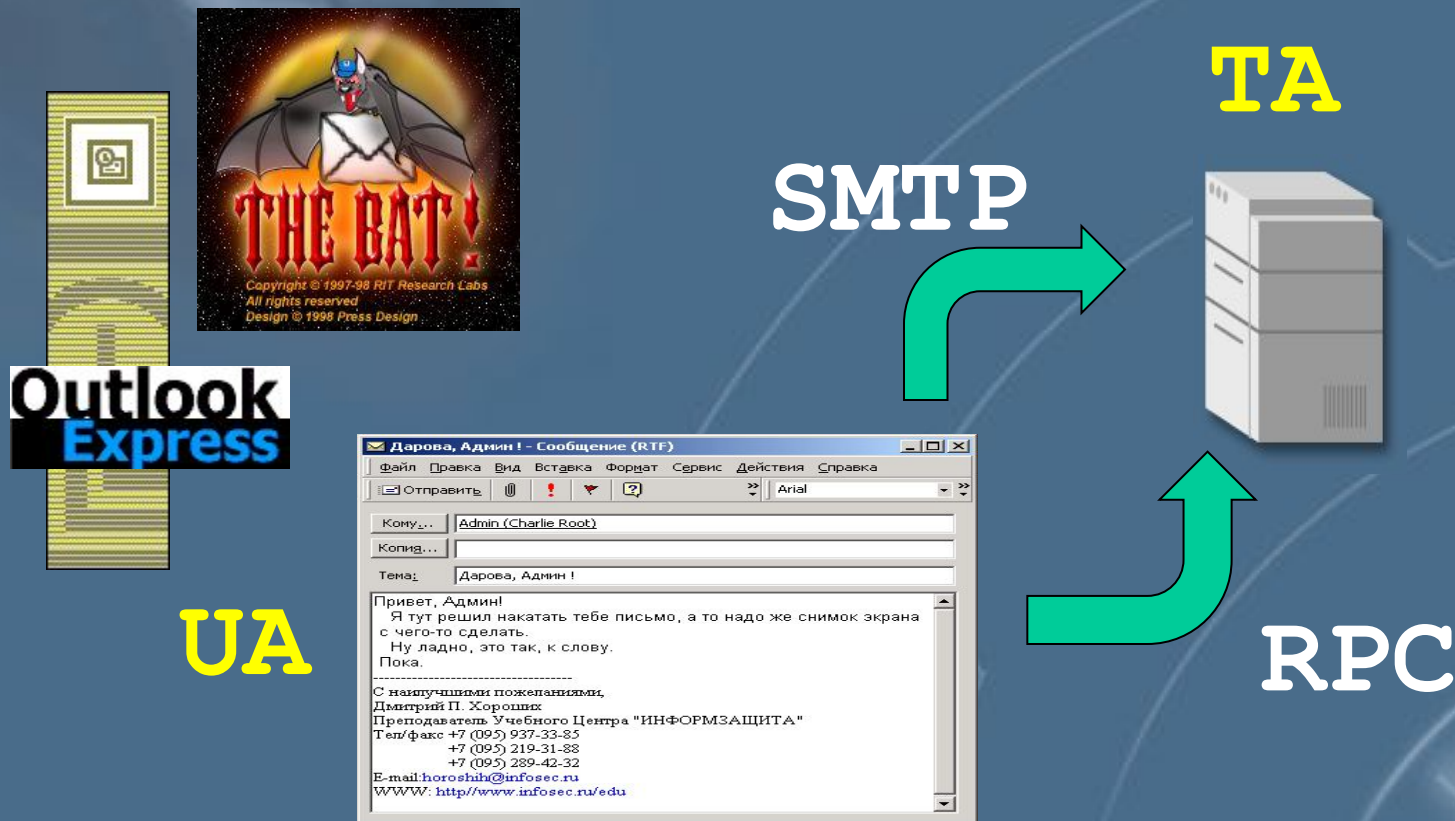 THE BAT!
Copyright © 1997-98 RIT Research Labs
All rights reserved
Design © 1998 Press Design
Outlook
Express
UA
TA
SMTP
RPC
Дарова, Админ ! - Сообщение (RTF)
Файл Правка Вид Вставка Формат Сервис Действия Справка
Отправить Arial
Кому... Admin (Charlie Root)
Копия...
Тема: Дарова, Админ !
Привет, Админ!
Я тут решил накатать тебе письмо, а то надо же снимок экрана
с чего-то сделать.
Ну ладно, это так, к слову.
Пока.
-----------------------------------
С наилучшими пожеланиями,
Дмитрий П. Хороших
Преподаватель Учебного Центра "ИНФОРМЗАЩИТА"
Тел/факс +7 (095) 937-33-85
+7 (095) 219-31-88
+7 (095) 289-42-32
E-mail:horoshih@infosec.ru
WWW: http//www.infosec.ru/edu